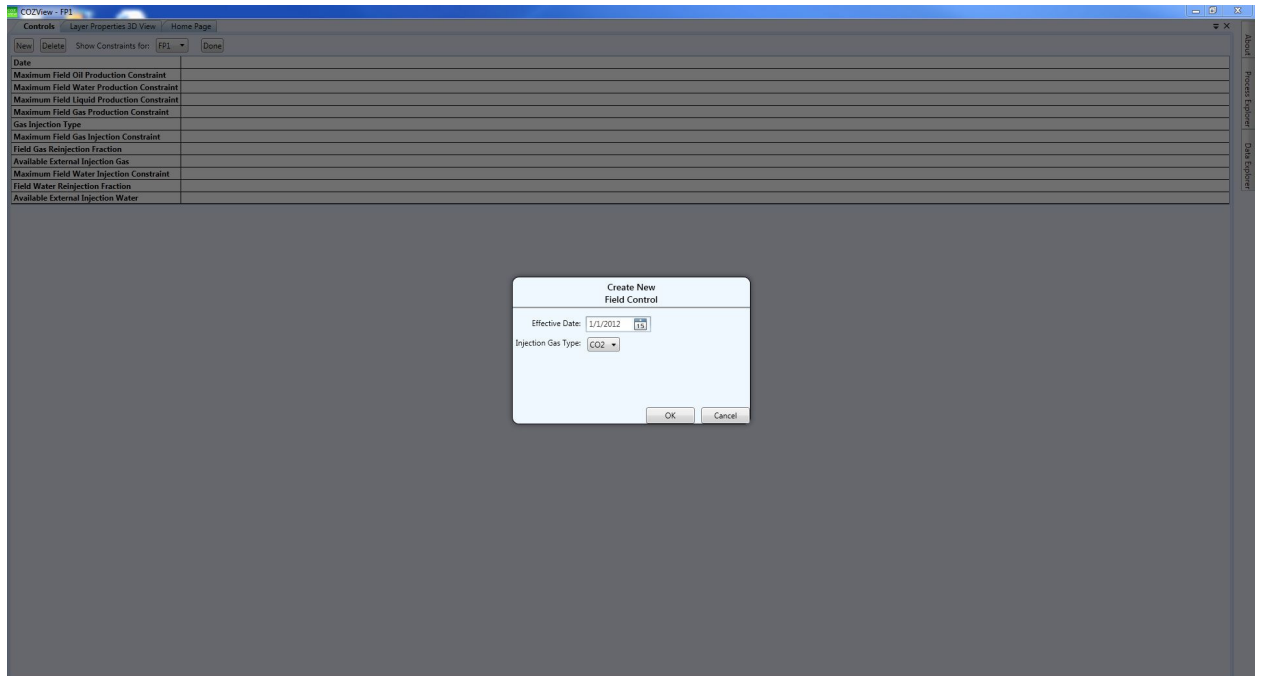 COZView - FP1
Controls Layer Properties 3D View Home Page
New Delete Show Constraints for: FP1 Done
Date
Maximum Field Oil Production Constraint
Maximum Field Water Production Constraint
Maximum Field Liquid Production Constraint
Maximum Field Gas Production Constraint
Gas Injection Type
Maximum Field Gas Injection Constraint
Field Gas Reinjection Fraction
Available External Injection Gas
Maximum Field Water Injection Constraint
Field Water Reinjection Fraction
Available External Injection Water
Create New
Field Control
Effective Date: 1/1/2012 15
Injection Gas Type: CO2
OK Cancel
About
Process Explorer
Data Explorer